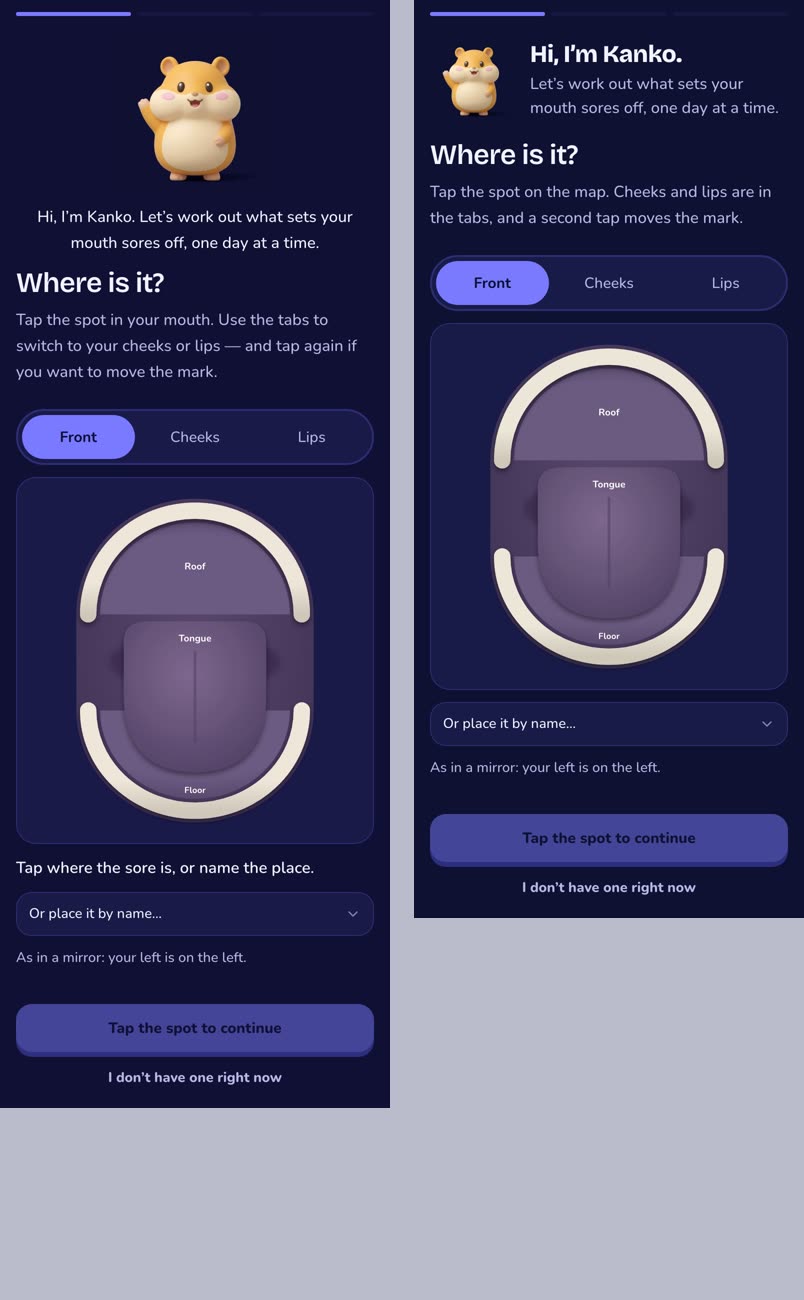 Hi, I’m Kanko. Let’s work out what sets your
mouth sores off, one day at a time.
Where is it?
Tap the spot in your mouth. Use the tabs to
switch to your cheeks or lips — and tap again if
you want to move the mark.
Front
Cheeks
Lips
Roof
Tongue
Floor
Tap where the sore is, or name the place.
Or place it by name...
As in a mirror: your left is on the left.
Tap the spot to continue
I don’t have one right now
Hi, I’m Kanko.
Let’s work out what sets your
mouth sores off, one day at a time.
Where is it?
Tap the spot on the map. Cheeks and lips are in
the tabs, and a second tap moves the mark.
Front
Cheeks
Lips
Roof
Tongue
Floor
Or place it by name...
As in a mirror: your left is on the left.
Tap the spot to continue
I don’t have one right now